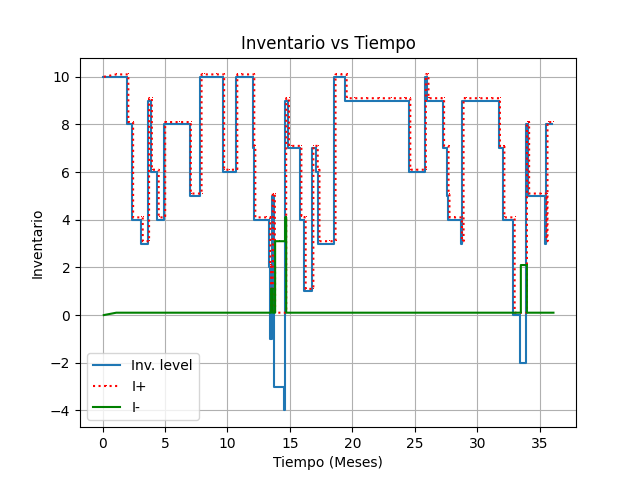 Inventario vs Tiempo
Inventario
10
8
6
4
2
0
−2
−4
Inv. level
I+
I-
0 5 10 15 20 25 30 35
Tiempo (Meses)